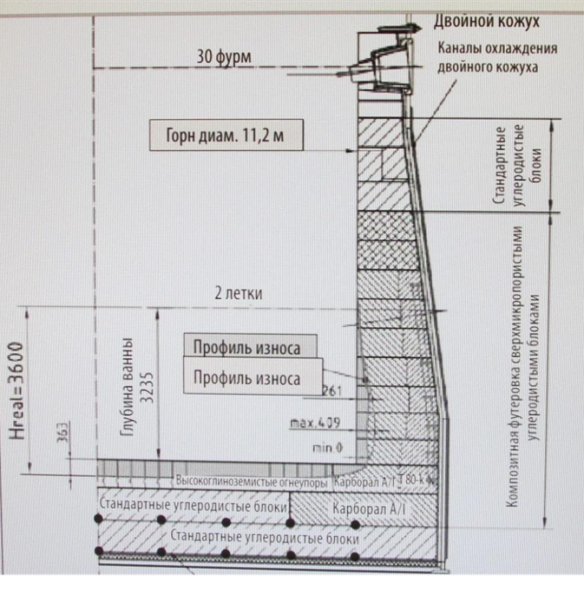 Двойной кожух
30 фурм
Каналы охлаждения
двойного кожуха
Горн диам. 11,2 м
Стандартные
углеродистые
блоки
2 летки
Профиль износа
Профиль износа
Hreal=3600
Глубина ванны
3235
363
261
max.409
min.0
Композитная футеровка сверхмикропористыми
углеродистыми блоками
Высокоглиноземистые огнеупоры
Карборал А/І
Стандартные углеродистые блоки
Карборал А/І
Стандартные углеродистые блоки